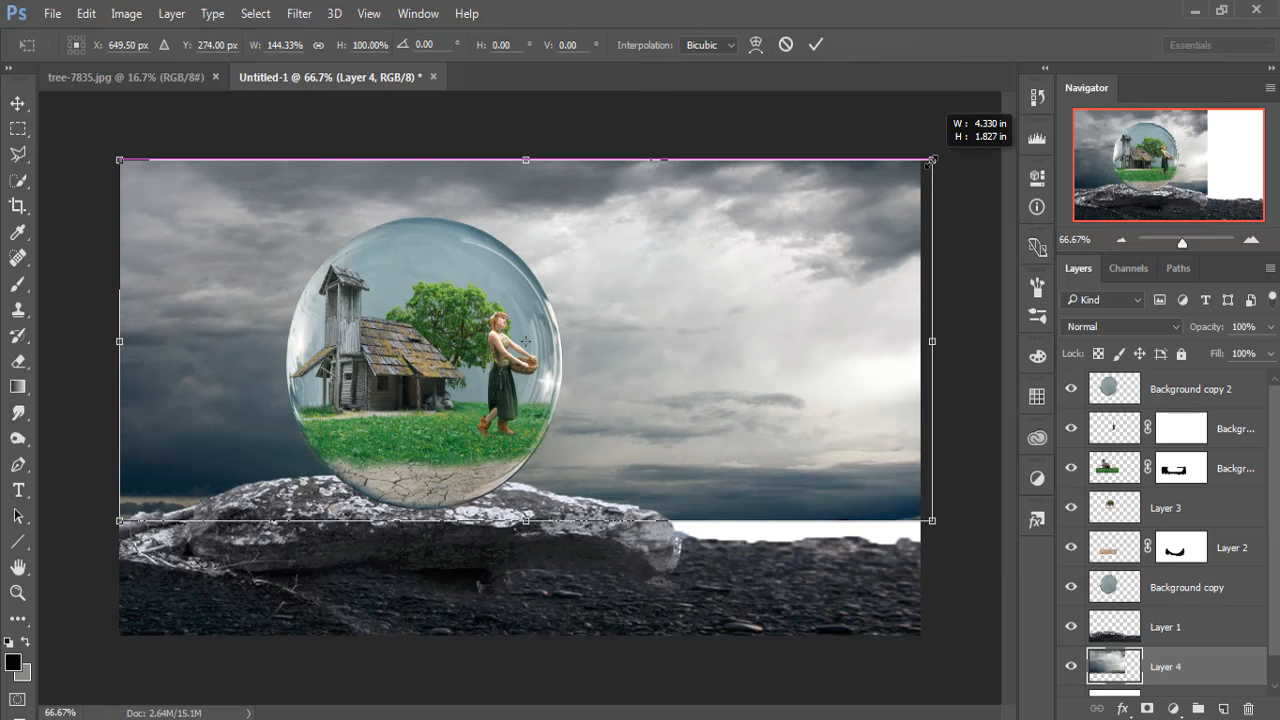 Ps File Edit Image Layer Type Select Filter 3D View Window Help
X: 649.50 px Y: 274.00 px W: 144.33% H: 100.00% 0.00 ° H: 0.00 ° V: 0.00 ° Interpolation: Bicubic Essentials
tree-7835.jpg @ 16.7% (RGB/8#) × Untitled-1 @ 66.7% (Layer 4, RGB/8) * ×
Navigator
W : 4.330 in
H : 1.827 in
66.67%
Layers Channels Paths
Kind
Normal Opacity: 100%
Lock: Fill: 100%
Background copy 2
Backgr...
Backgr...
Layer 3
Layer 2
Background copy
Layer 1
Layer 4
66.67% Doc: 2.64M/15.1M